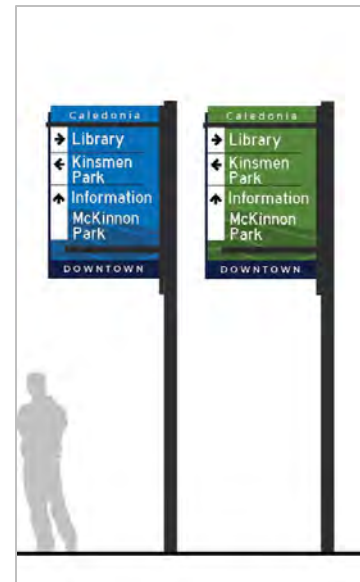 Caledonia
→ Library
← Kinsmen
Park
↑ Information
McKinnon
Park
DOWNTOWN
Caledonia
→ Library
← Kinsmen
Park
↑ Information
McKinnon
Park
DOWNTOWN